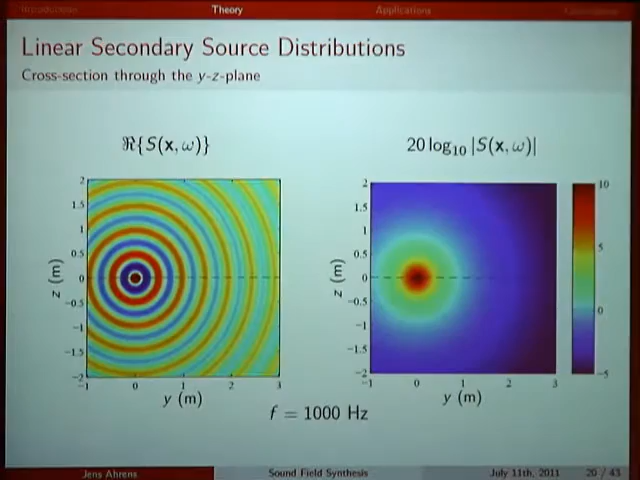 Introduction Theory Applications Conclusions
Linear Secondary Source Distributions
Cross-section through the y-z-plane
ℜ{S(x, ω)}
20 log₁₀ |S(x, ω)|
2
1.5
1
0.5
0
−0.5
−1
−1.5
−2
z (m)
−1 0 1 2 3
y (m)
2
1.5
1
0.5
0
−0.5
−1
−1.5
−2
z (m)
−1 0 1 2 3
y (m)
10
5
0
−5
f = 1000 Hz
Jens Ahrens Sound Field Synthesis July 11th, 2011 20 / 43